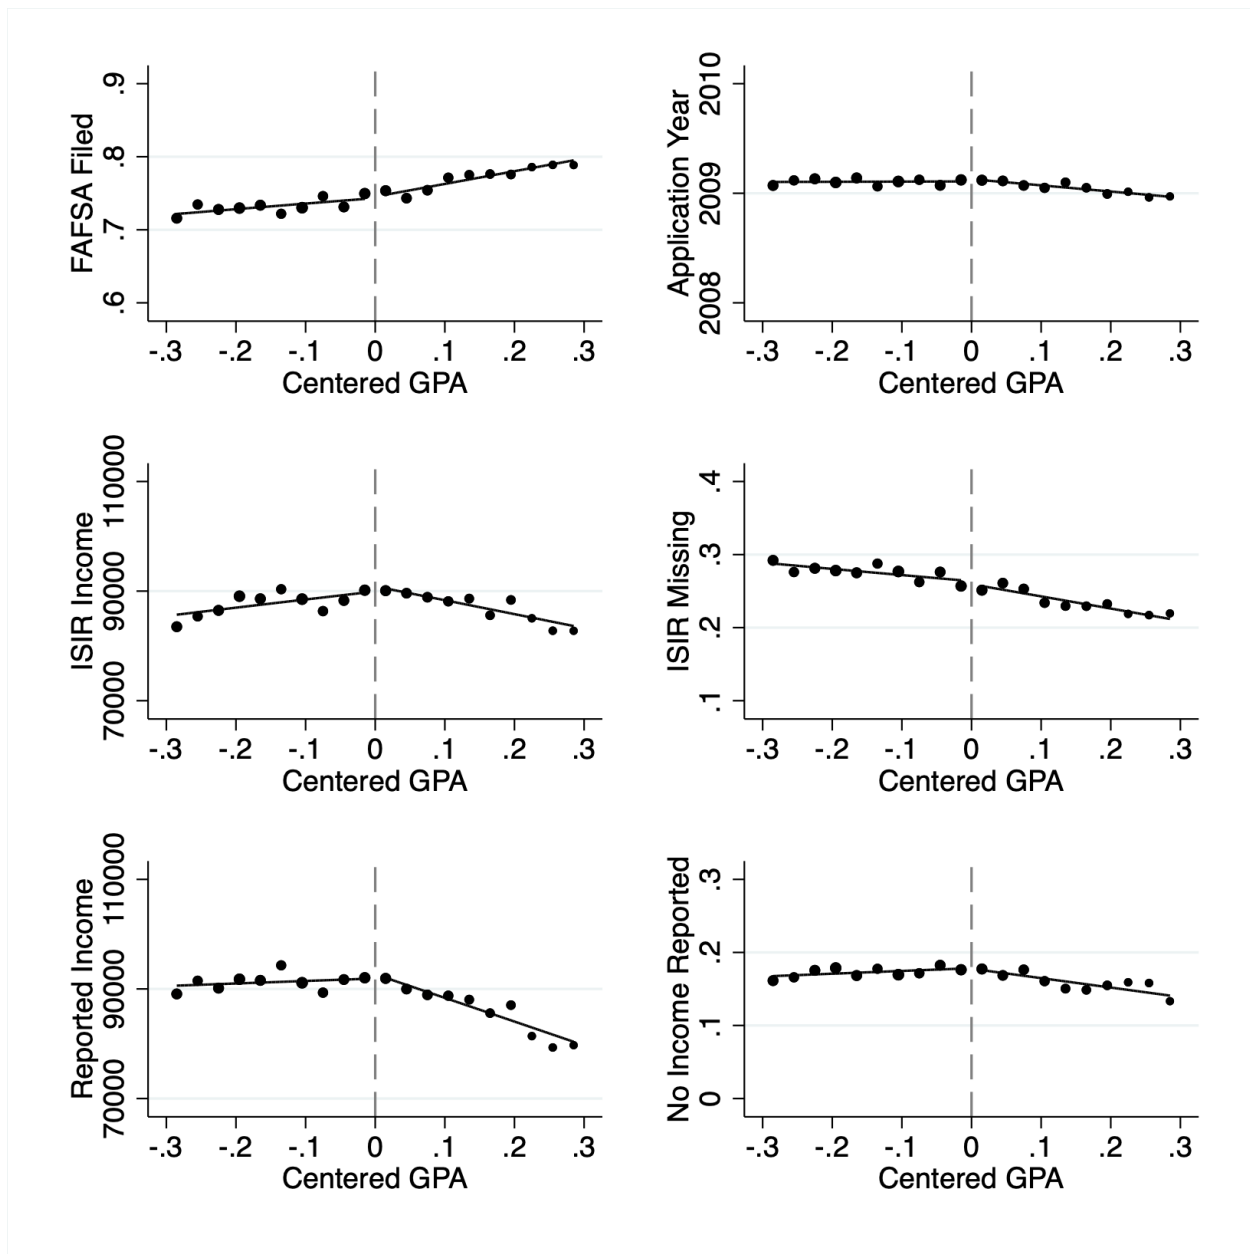 FAFSA Filed
.9
.8
.7
.6
-.3 -.2 -.1 0 .1 .2 .3
Centered GPA
Application Year
2010
2009
2008
-.3 -.2 -.1 0 .1 .2 .3
Centered GPA
ISIR Income
110000
90000
70000
-.3 -.2 -.1 0 .1 .2 .3
Centered GPA
ISIR Missing
.4
.3
.2
.1
-.3 -.2 -.1 0 .1 .2 .3
Centered GPA
Reported Income
110000
90000
70000
-.3 -.2 -.1 0 .1 .2 .3
Centered GPA
No Income Reported
.3
.2
.1
0
-.3 -.2 -.1 0 .1 .2 .3
Centered GPA